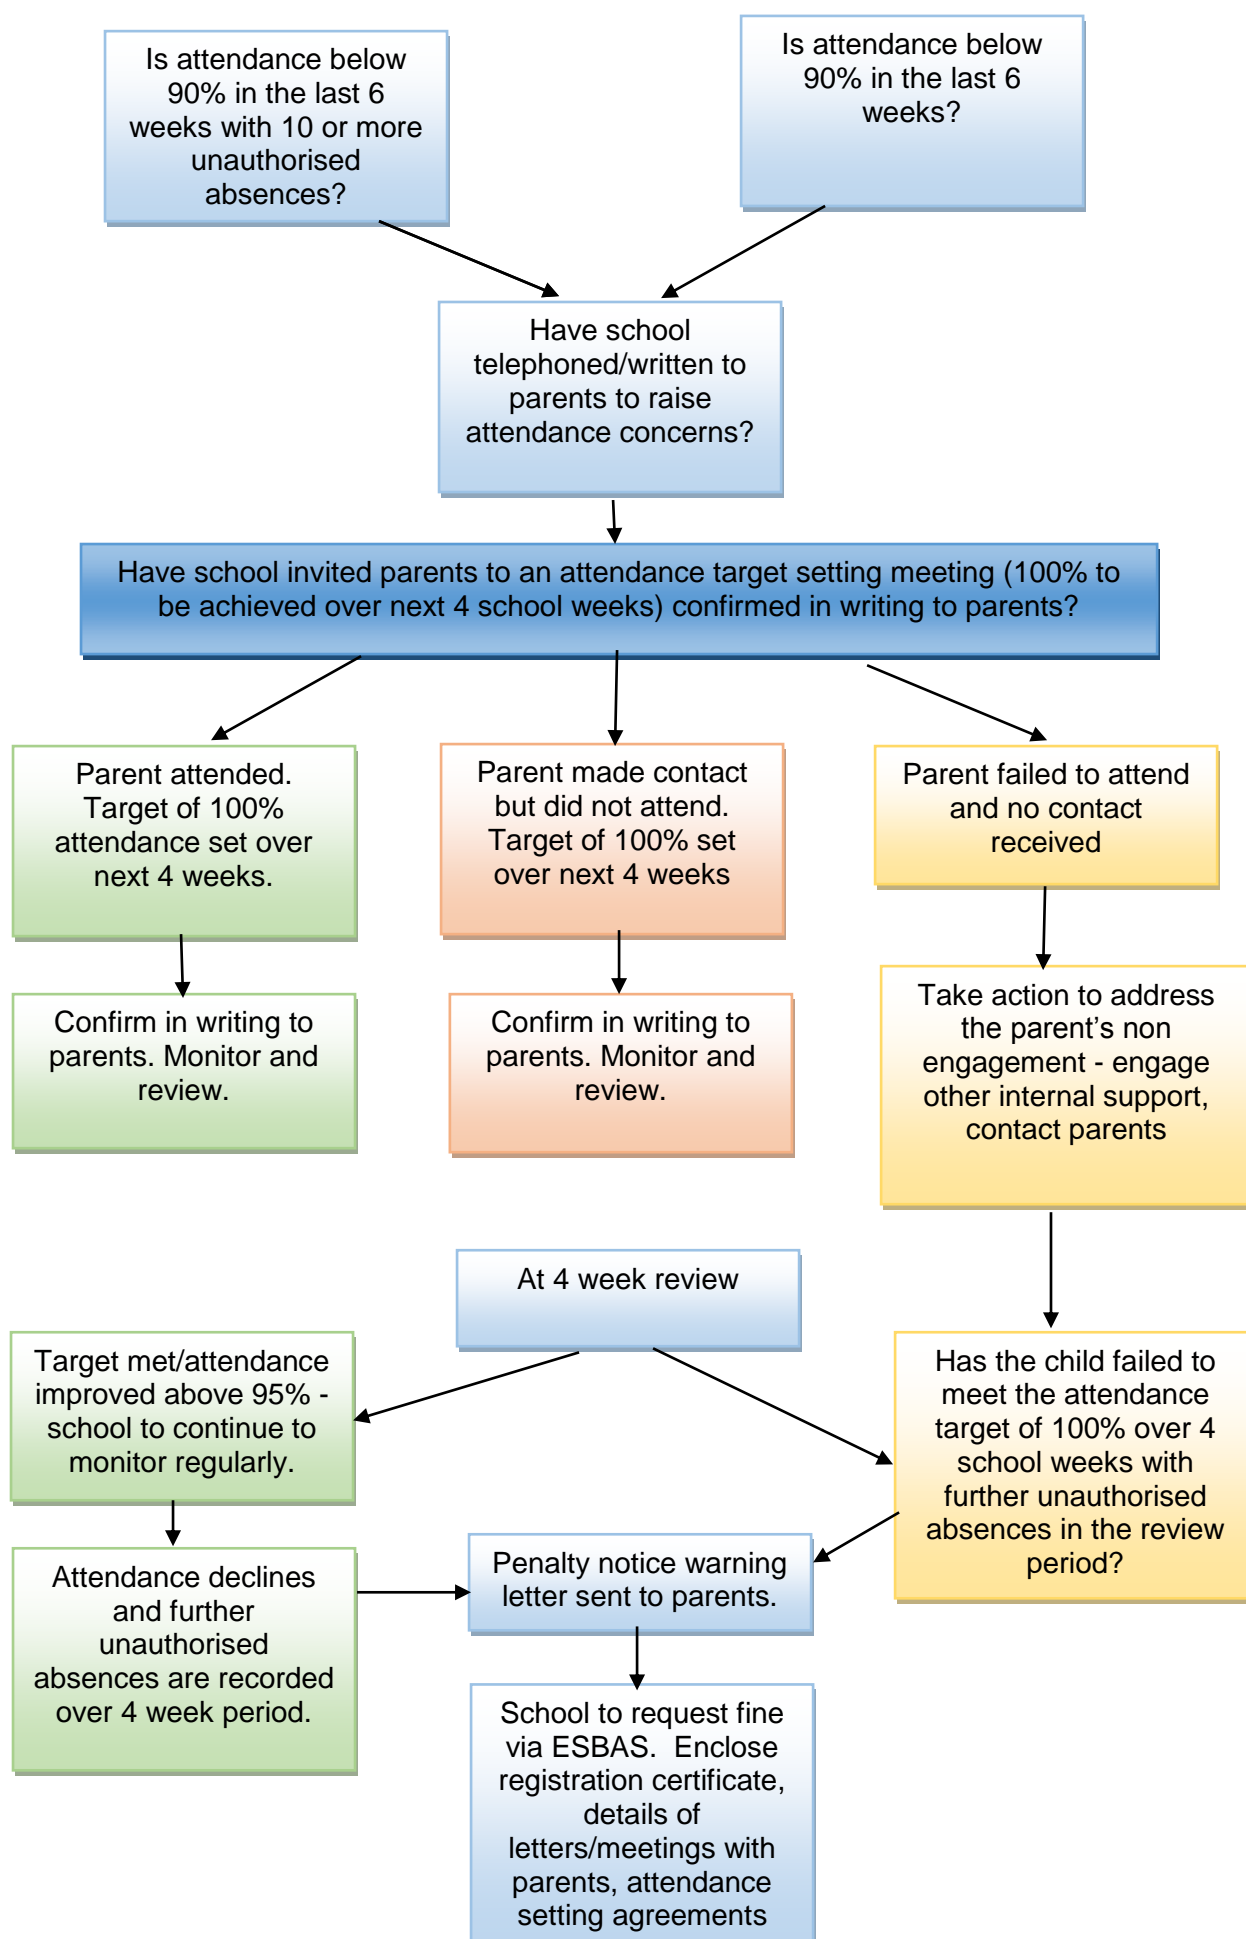 Is attendance below
90% in the last 6
weeks with 10 or more
unauthorised
absences?
Is attendance below
90% in the last 6
weeks?
Have school
telephoned/written to
parents to raise
attendance concerns?
Have school invited parents to an attendance target setting meeting (100% to
be achieved over next 4 school weeks) confirmed in writing to parents?
Parent attended.
Target of 100%
attendance set over
next 4 weeks.
Parent made contact
but did not attend.
Target of 100% set
over next 4 weeks
Parent failed to attend
and no contact
received
Confirm in writing to
parents. Monitor and
review.
Confirm in writing to
parents. Monitor and
review.
Take action to address
the parent’s non
engagement - engage
other internal support,
contact parents
At 4 week review
Target met/attendance
improved above 95% -
school to continue to
monitor regularly.
Has the child failed to
meet the attendance
target of 100% over 4
school weeks with
further unauthorised
absences in the review
period?
Attendance declines
and further
unauthorised
absences are recorded
over 4 week period.
Penalty notice warning
letter sent to parents.
School to request fine
via ESBAS.  Enclose
registration certificate,
details of
letters/meetings with
parents, attendance
setting agreements